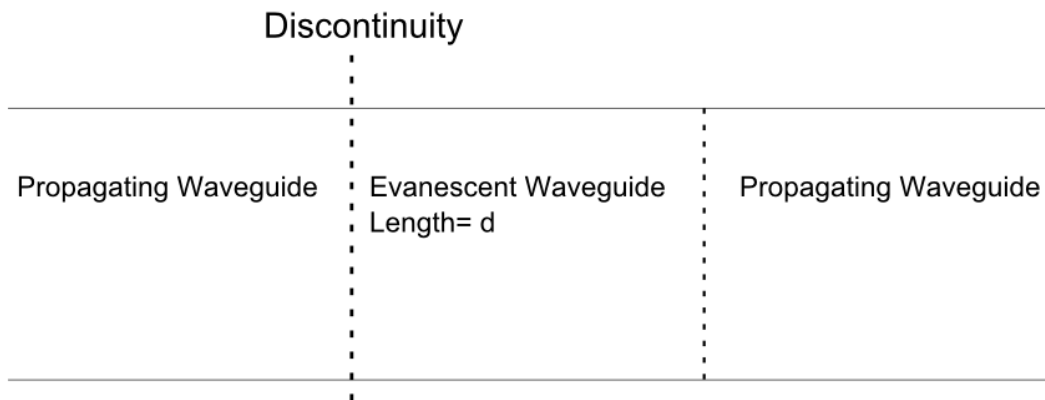 Discontinuity
Propagating Waveguide
Evanescent Waveguide
Length= d
Propagating Waveguide